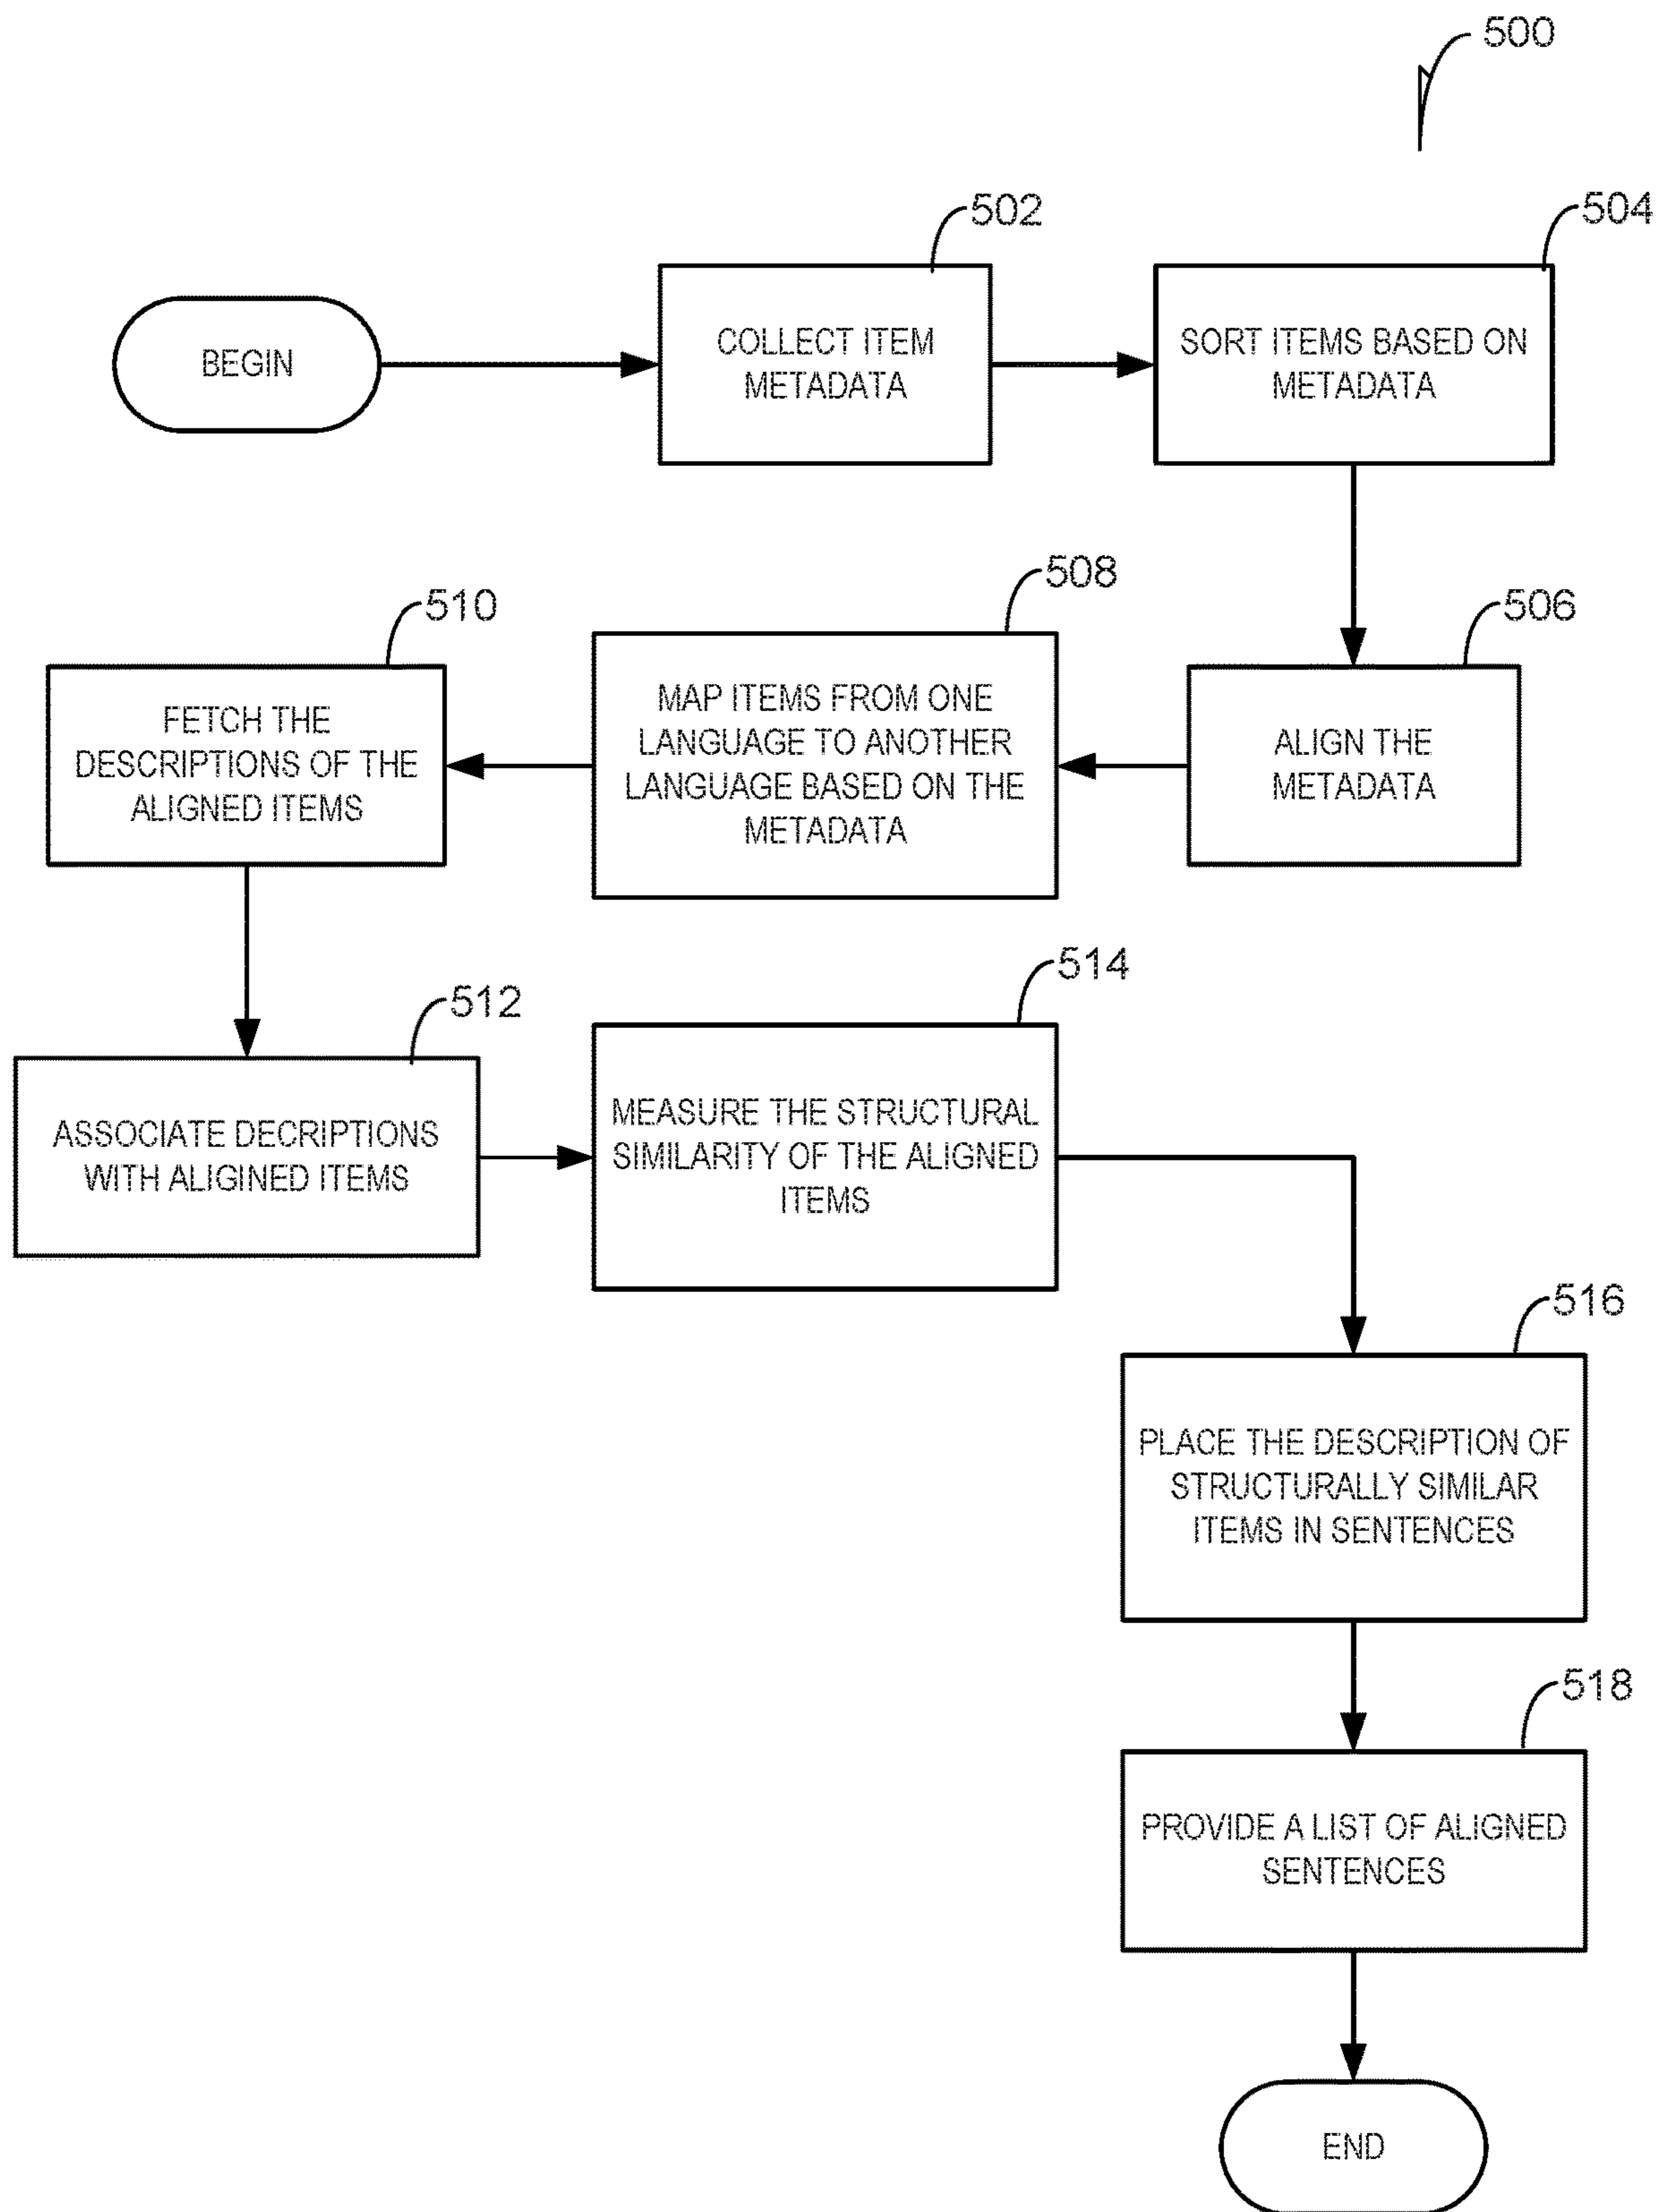 500
502
504
BEGIN
COLLECT ITEM
METADATA
SORT ITEMS BASED ON
METADATA
508
510
506
MAP ITEMS FROM ONE
LANGUAGE TO ANOTHER
LANGUAGE BASED ON THE
METADATA
FETCH THE
DESCRIPTIONS OF THE
ALIGNED ITEMS
ALIGN THE
METADATA
514
512
MEASURE THE STRUCTURAL
SIMILARITY OF THE ALIGNED
ITEMS
ASSOCIATE DECRIPTIONS
WITH ALIGINED ITEMS
516
PLACE THE DESCRIPTION OF
STRUCTURALLY SIMILAR
ITEMS IN SENTENCES
518
PROVIDE A LIST OF ALIGNED
SENTENCES
END